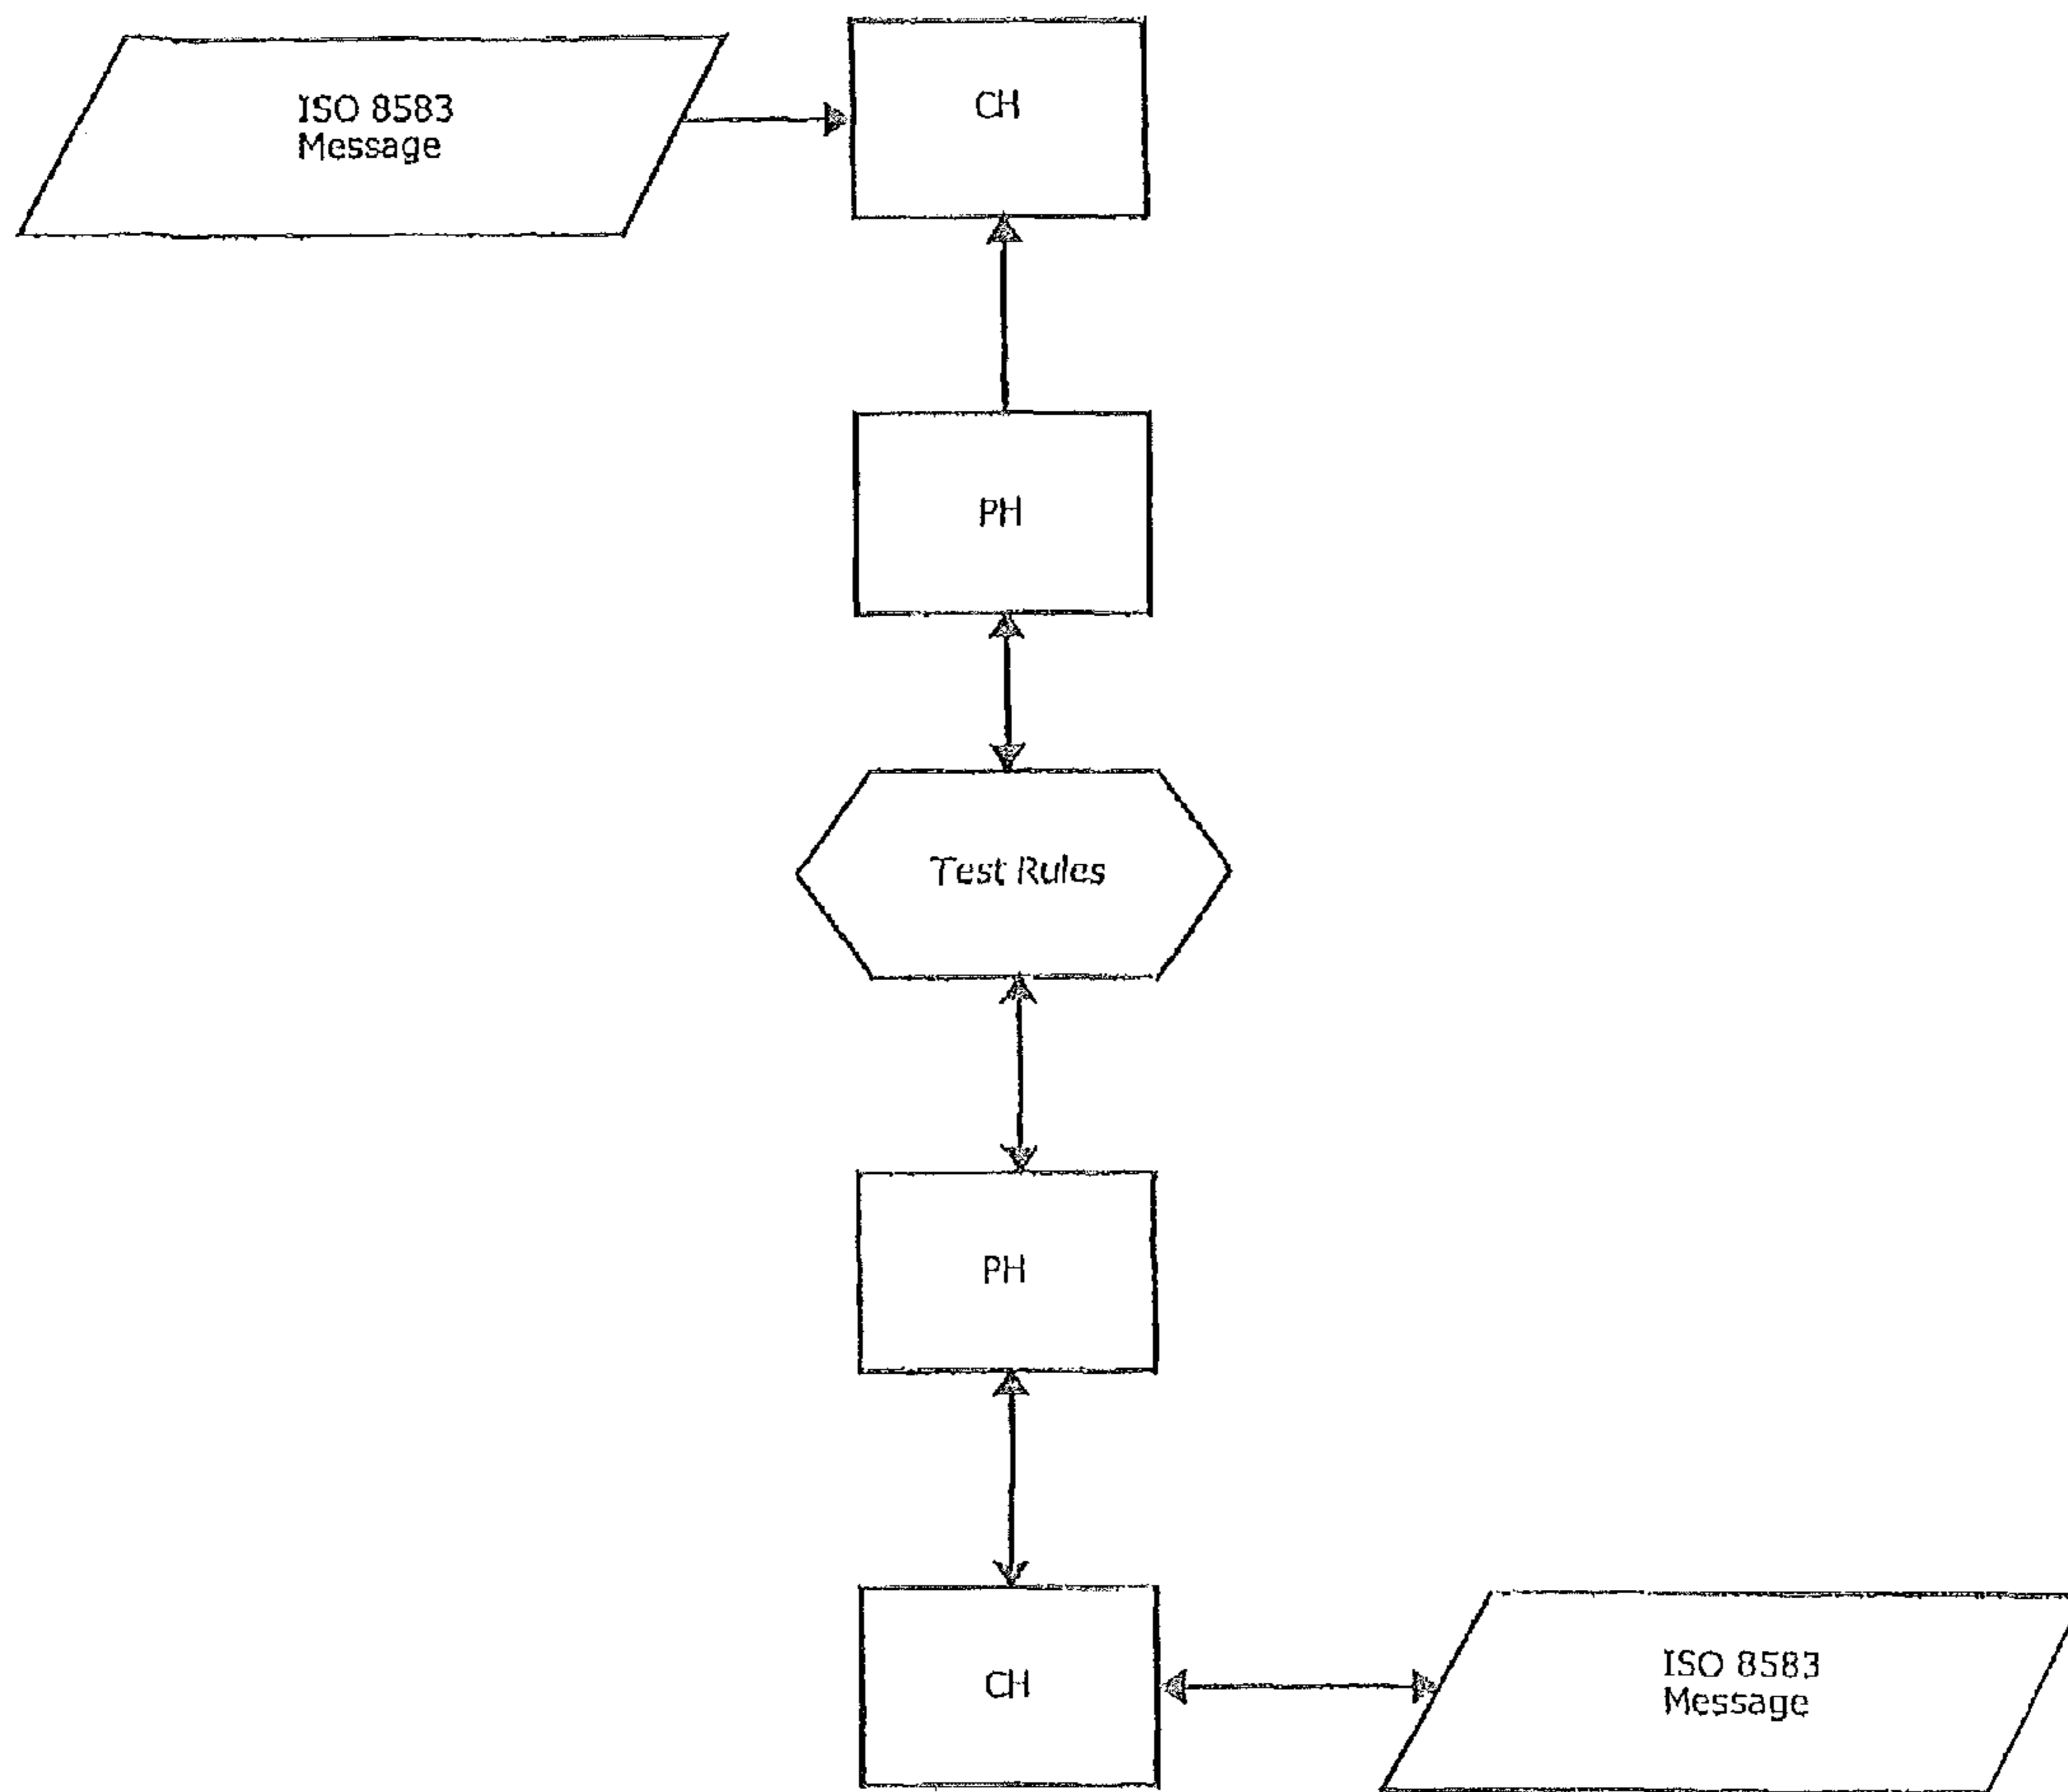 ISO 8583
Message
CH
PH
Test Rules
PH
CH
ISO 8583
Message